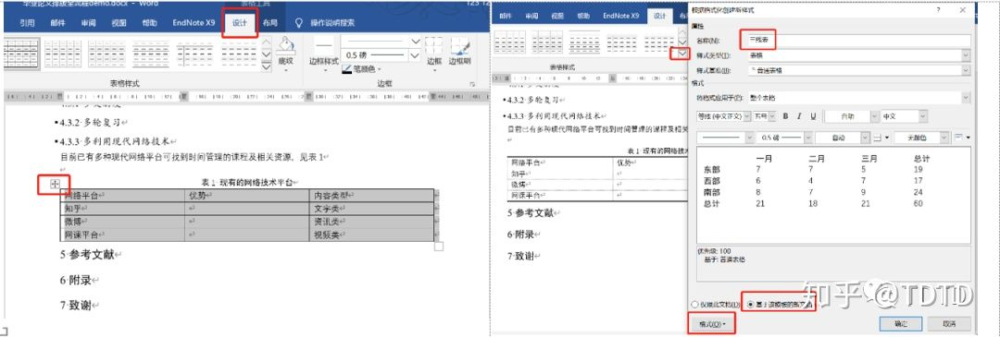 毕业论文排版全流程demo.docx - Word
表格工具
引用 邮件 审阅 视图 帮助 EndNote X9 设计 布局 操作说明搜索
底纹
边框样式
0.5 磅
笔颜色
边框 边框刷
表格样式
边框
4.3.2·多轮复习
4.3.3·多利用现代网络技术
目前已有多种现代网络平台可找到时间管理的课程及相关资源，见表 1
表 1·现有的网络技术平台
网络平台 优势 内容类型
知乎 文字类
微博 资讯类
网课平台 视频类
5·参考文献
6·附录
7·致谢
邮件 审阅 视图 帮助 EndNote X9 设计
表格样式
4.3.2·多轮复习
4.3.3·多利用现代网络技术
目前已有多种现代网络平台可找到时间管理的课程及相关
表 1·现有的网络技
网络平台 优势
知乎
微博
网课平台
5·参考文献
6·附录
7·致谢
根据格式化创建新样式
? ×
属性
名称(N): 三线表
样式类型(T): 表格
样式基准(B): 普通表格
格式
将格式应用于(P): 整个表格
等线 (中文正文) 五号 B I U 自动 中文
0.5 磅 自动 无颜色
一月 二月 三月 总计
东部 7 7 5 19
西部 6 4 7 17
南部 8 7 9 24
总计 21 18 21 60
优先级: 100
基于: 普通表格
仅限此文档(D) 基于该模板的新文档
格式(O)
确定 取消
知乎 @TDTD